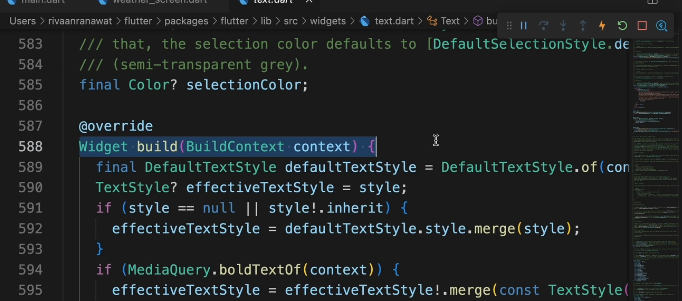 main.dart weather_screen.dart text.dart
Users > rivaanranawat > flutter > packages > flutter > lib > src > widgets > text.dart > Text > bu
583 /// that, the selection color defaults to [DefaultSelectionStyle.de
584 /// (semi-transparent grey).
585 final Color? selectionColor;
586
587 @override
588 Widget build(BuildContext context) {
589 final DefaultTextStyle defaultTextStyle = DefaultTextStyle.of(con
590 TextStyle? effectiveTextStyle = style;
591 if (style == null || style!.inherit) {
592 effectiveTextStyle = defaultTextStyle.style.merge(style);
593 }
594 if (MediaQuery.boldTextOf(context)) {
595 effectiveTextStyle = effectiveTextStyle!.merge(const TextStyle(